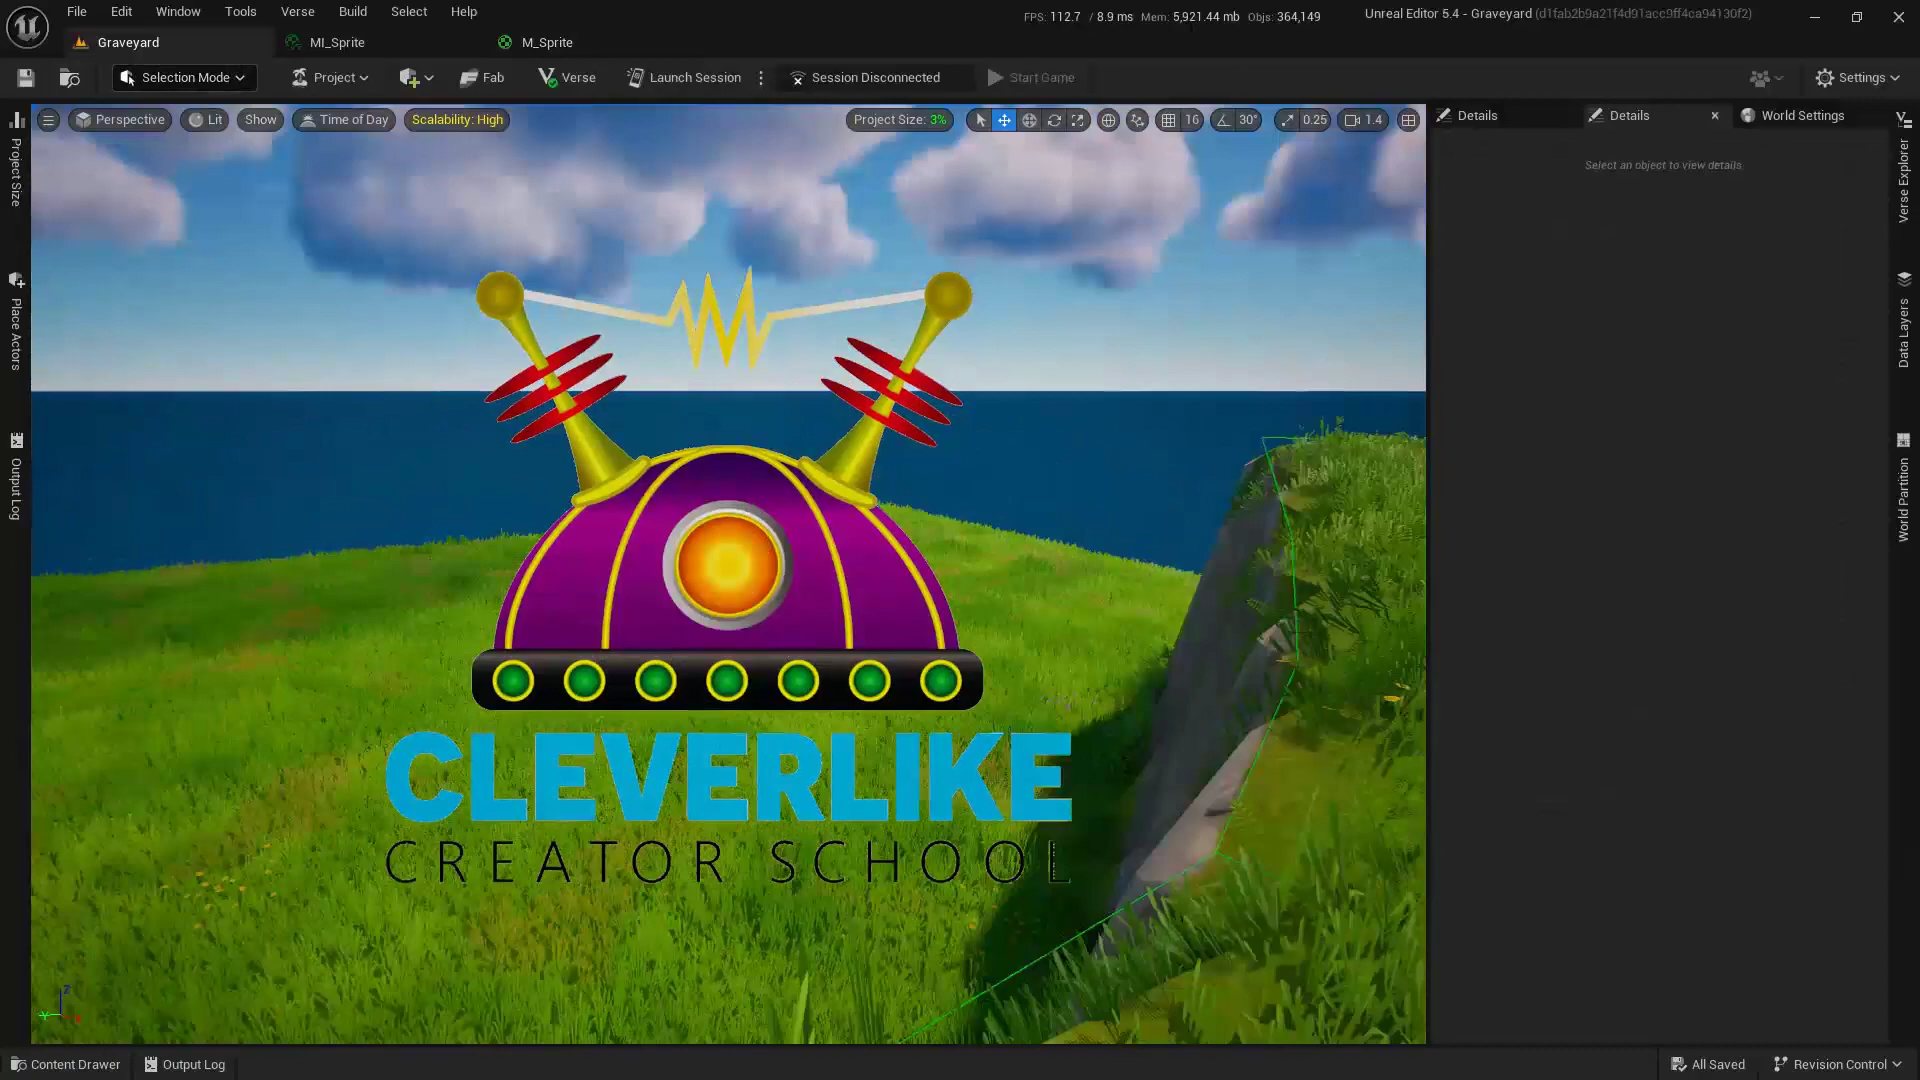 File Edit Window Tools Verse Build Select Help
FPS: 112.7 / 8.9 ms Mem: 5,921.44 mb Objs: 364,149
Unreal Editor 5.4 - Graveyard (d1fab2b9a21f4d91acc9ff4ca94130f2)
Graveyard MI_Sprite M_Sprite
Selection Mode Project Fab Verse Launch Session Session Disconnected Start Game Settings
Perspective Lit Show Time of Day Scalability: High Project Size: 3% 16 30° 0.25 1.4
Details Details World Settings
Select an object to view details
Project Size
Place Actors
Output Log
Verse Explorer
Data Layers
World Partition
CLEVERLIKE
CREATOR SCHOOL
Z
Content Drawer Output Log All Saved Revision Control